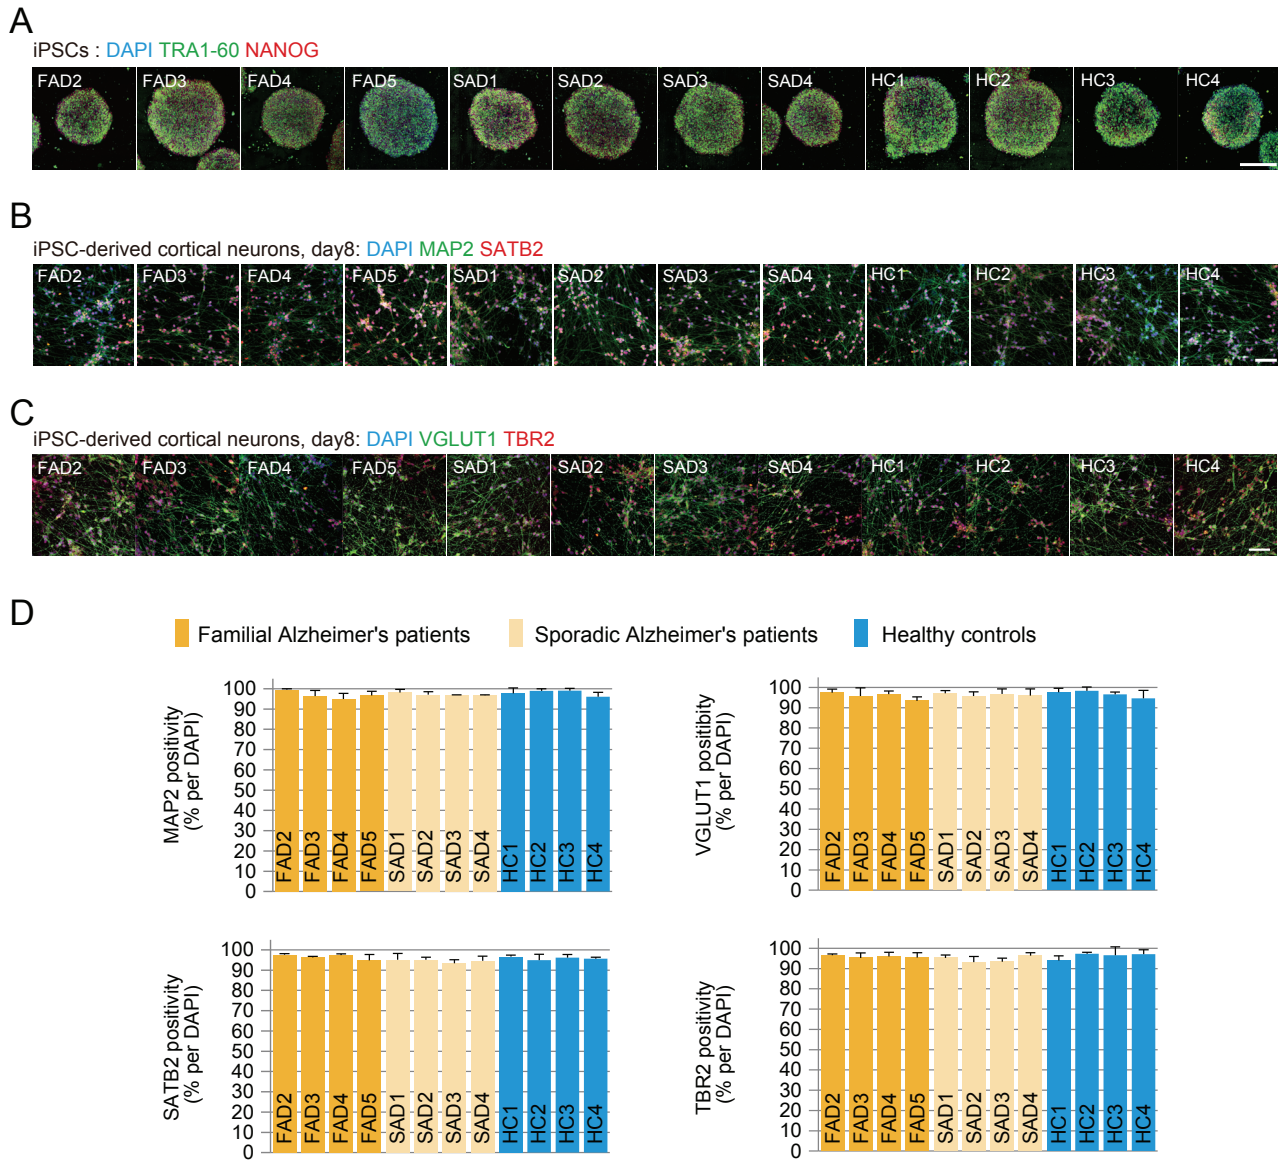 A
iPSCs : DAPI TRA1-60 NANOG
FAD2 FAD3 FAD4 FAD5 SAD1 SAD2 SAD3 SAD4 HC1 HC2 HC3 HC4
B
iPSC-derived cortical neurons, day8: DAPI MAP2 SATB2
FAD2 FAD3 FAD4 FAD5 SAD1 SAD2 SAD3 SAD4 HC1 HC2 HC3 HC4
C
iPSC-derived cortical neurons, day8: DAPI VGLUT1 TBR2
FAD2 FAD3 FAD4 FAD5 SAD1 SAD2 SAD3 SAD4 HC1 HC2 HC3 HC4
D
Familial Alzheimer's patients
Sporadic Alzheimer's patients
Healthy controls
MAP2 positivity
(% per DAPI)
100
90
80
70
60
50
40
30
20
10
0
FAD2 FAD3 FAD4 FAD5 SAD1 SAD2 SAD3 SAD4 HC1 HC2 HC3 HC4
VGLUT1 positibity
(% per DAPI)
100
90
80
70
60
50
40
30
20
10
0
FAD2 FAD3 FAD4 FAD5 SAD1 SAD2 SAD3 SAD4 HC1 HC2 HC3 HC4
SATB2 positivity
(% per DAPI)
100
90
80
70
60
50
40
30
20
10
0
FAD2 FAD3 FAD4 FAD5 SAD1 SAD2 SAD3 SAD4 HC1 HC2 HC3 HC4
TBR2 positivity
(% per DAPI)
100
90
80
70
60
50
40
30
20
10
0
FAD2 FAD3 FAD4 FAD5 SAD1 SAD2 SAD3 SAD4 HC1 HC2 HC3 HC4